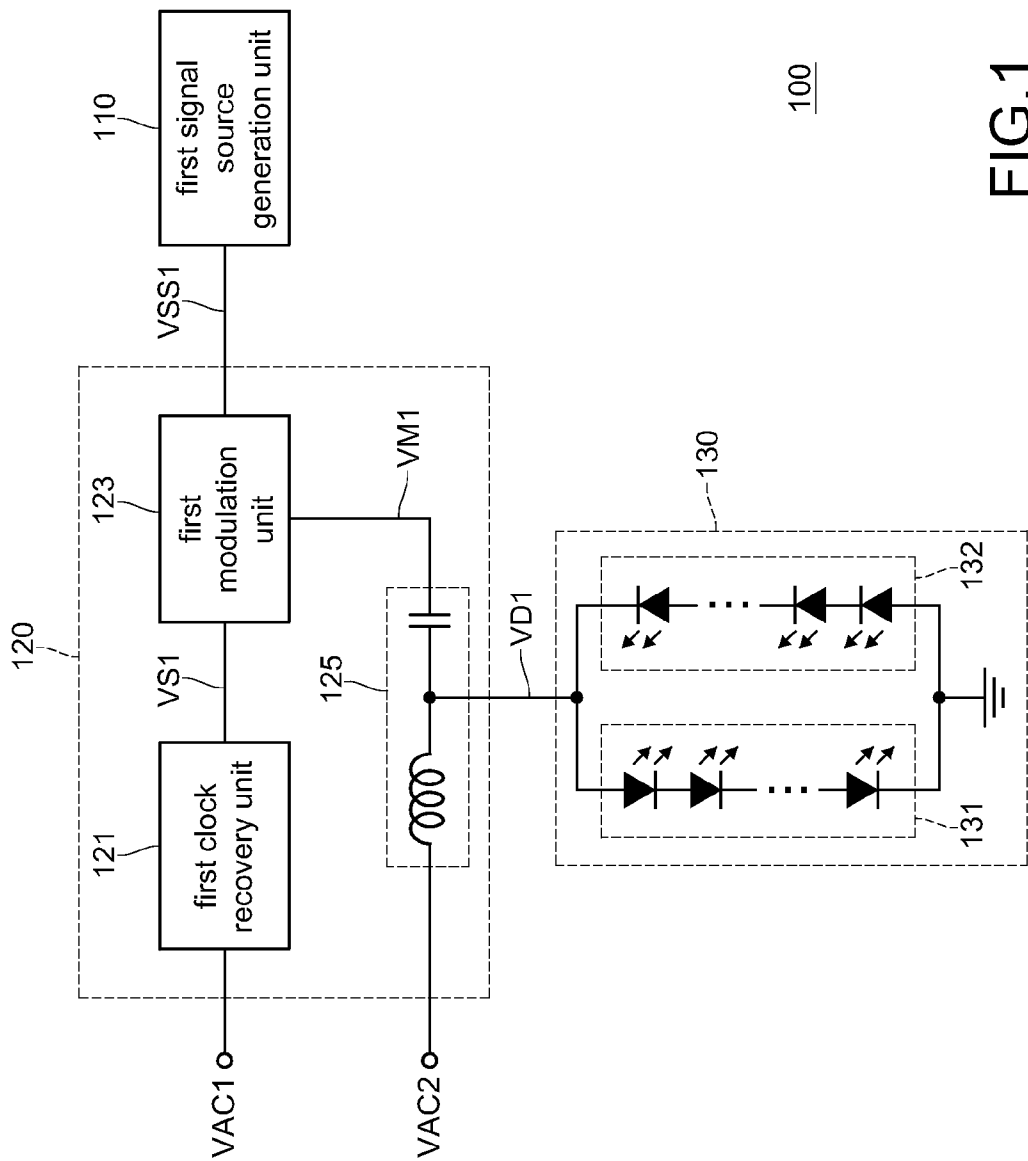 110
first signal
source
generation unit
VSS1
100
FIG.1
120
123
first
modulation
unit
VM1
VS1
125
121
first clock
recovery unit
VAC1
VAC2
VD1
130
132
131